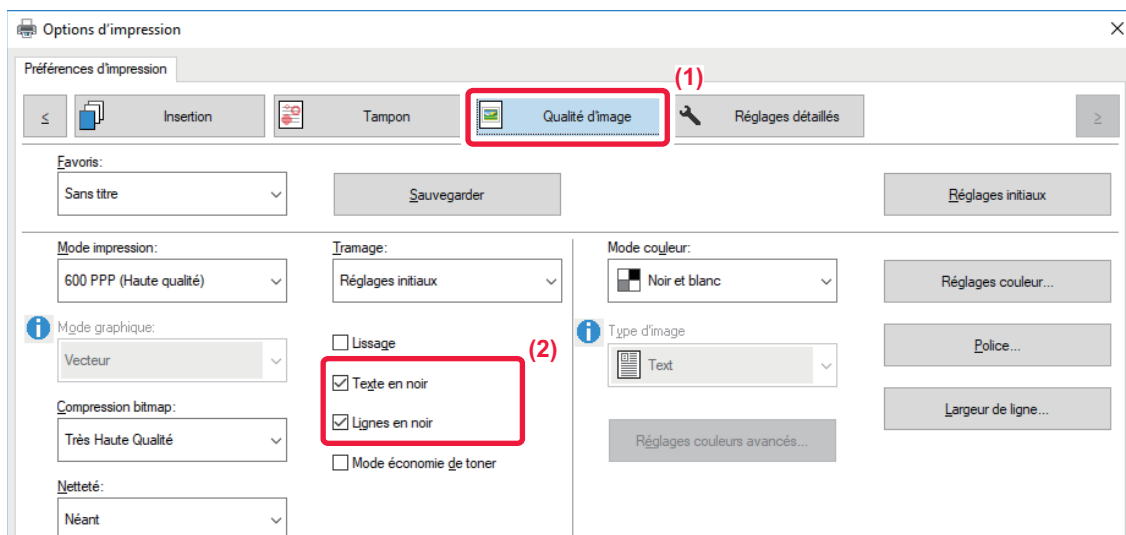 Options d'impression
Préférences d'impression
(1)
< Insertion Tampon Qualité d'image Réglages détaillés >
Favoris:
Sans titre Sauvegarder Réglages initiaux
Mode impression: Tramage: Mode couleur:
600 PPP (Haute qualité) Réglages initiaux Noir et blanc Réglages couleur...
Mode graphique: Lissage (2) Type d'image
Vecteur Text Police...
Texte en noir
Compression bitmap: Lignes en noir Largeur de ligne...
Très Haute Qualité Réglages couleurs avancés...
Mode économie de toner
Netteté:
Néant